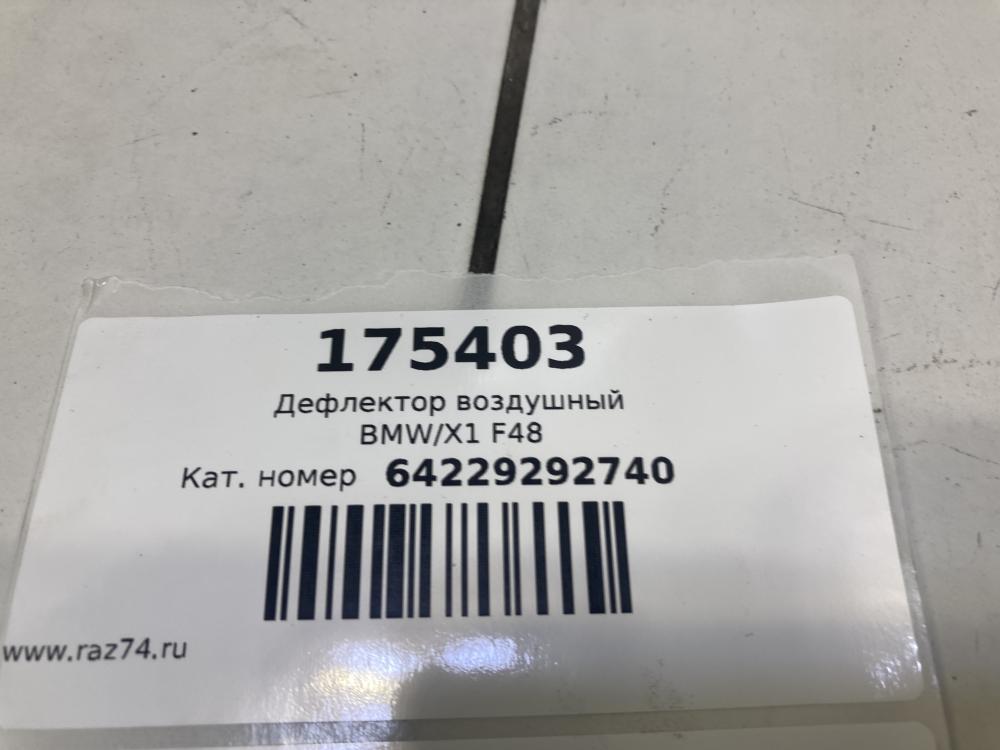 175403
Дефлектор воздушный
BMW/X1 F48
Кат. номер 64229292740
www.raz74.ru